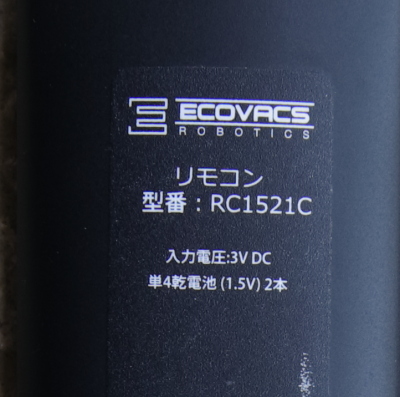 ECOVACS
ROBOTICS
リモコン
型番：RC1521C
入力電圧:3V DC
単4乾電池 (1.5V) 2本